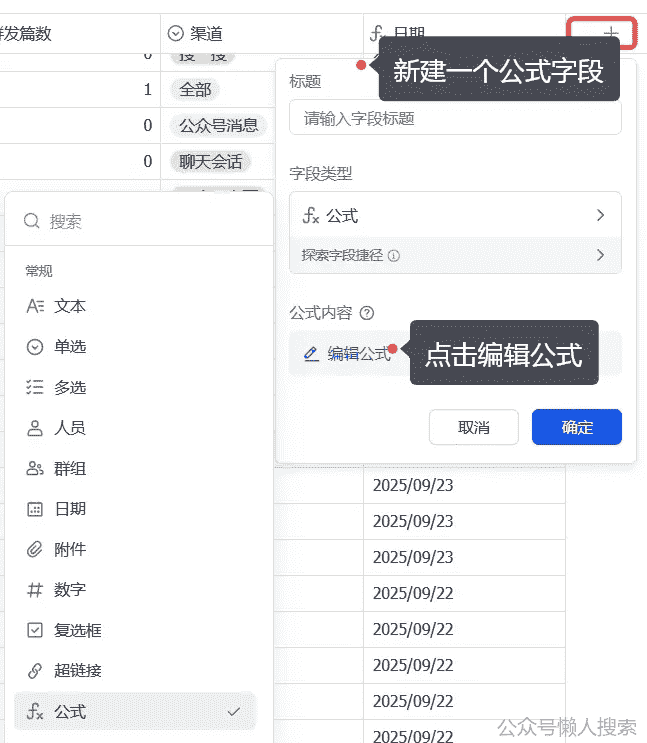 群发篇数
渠道
日期
0
搜一搜
新建一个公式字段
标题
1
全部
请输入字段标题
0
公众号消息
0
聊天会话
字段类型
公式
探索字段捷径
公式内容
编辑公式
点击编辑公式
取消
确定
搜索
常规
文本
单选
多选
人员
群组
日期
附件
数字
复选框
超链接
公式
2025/09/23
2025/09/23
2025/09/23
2025/09/22
2025/09/22
2025/09/22
2025/09/22
2025/09/22
公众号懒人搜索